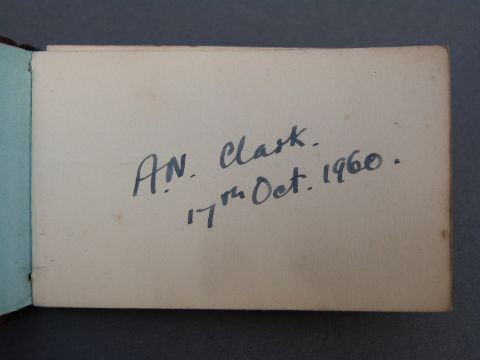 A.N. Clark.
17th Oct. 1960.